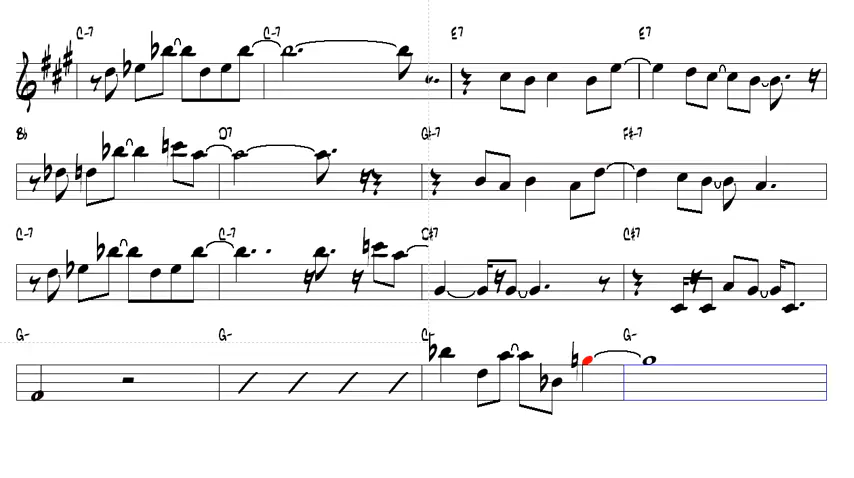 C-7 C-7 E7 E7
B♭ D7 G♯-7 F♯-7
C-7 C-7 C♯7 C♯7
G- G- C- G-